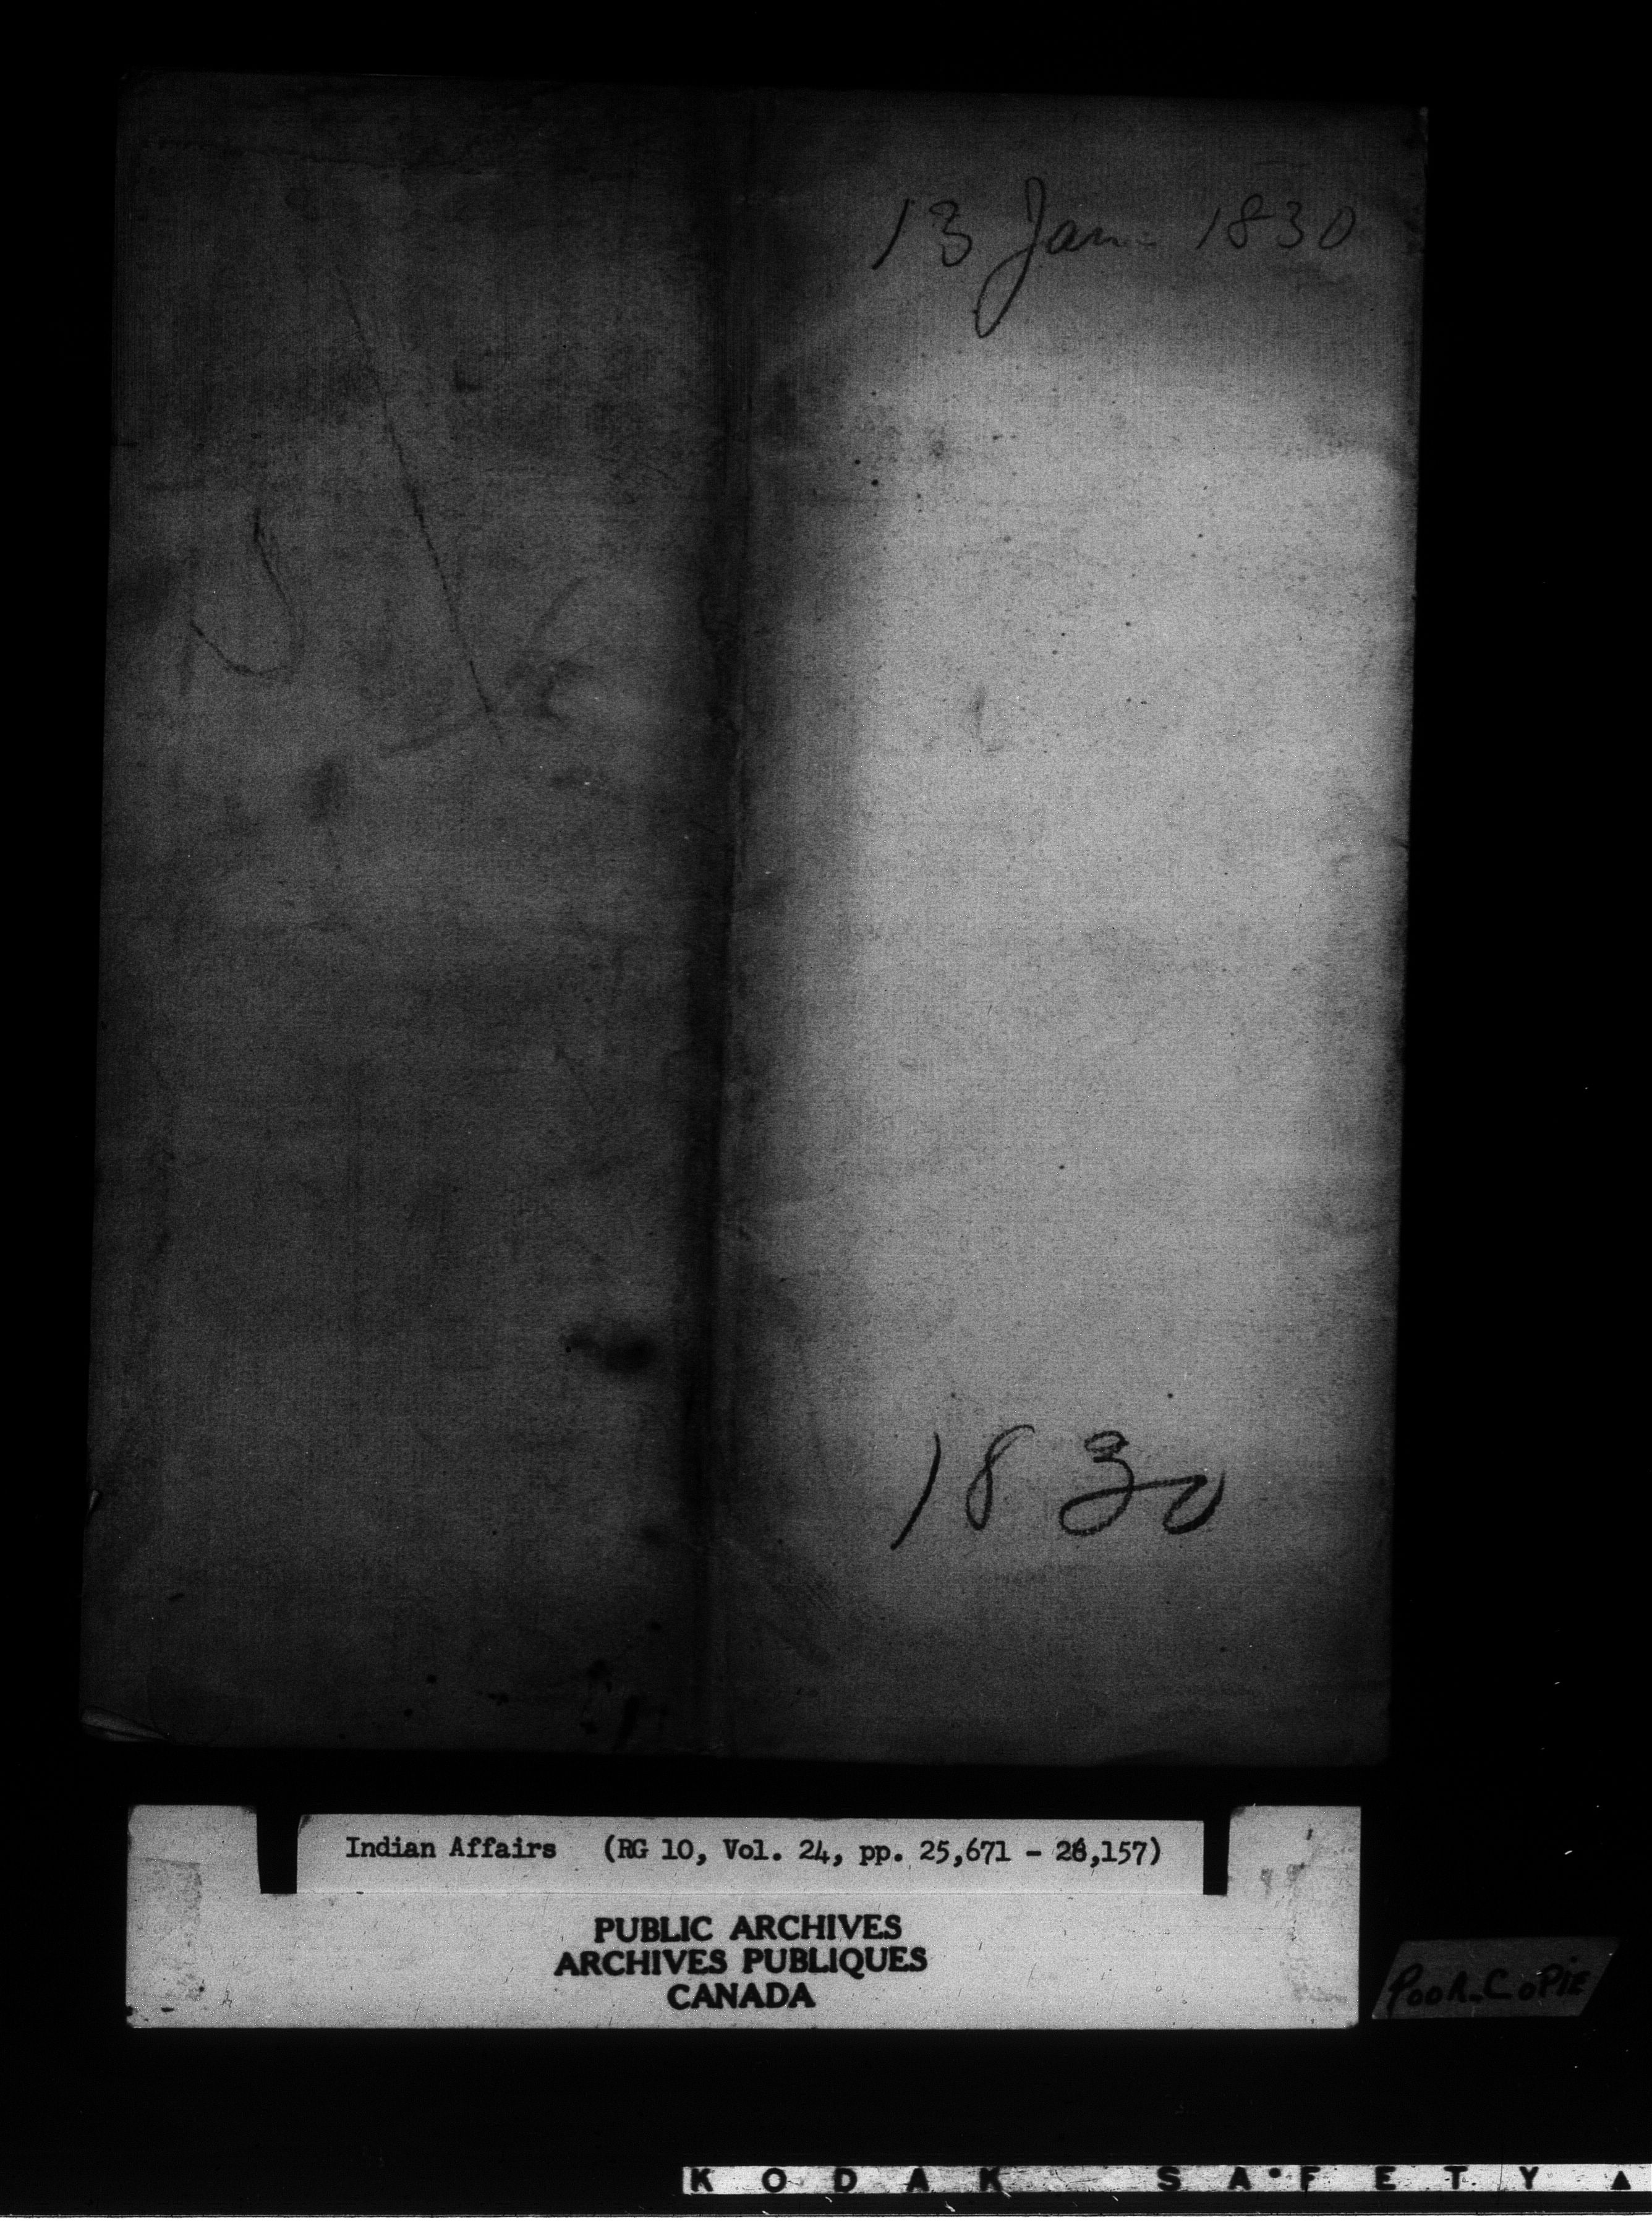 13 Jan. 1830
1830
Indian Affairs (RG 10, Vol. 24, pp. 25,671 - 26,157)
PUBLIC ARCHIVES
ARCHIVES PUBLIQUES
CANADA
POOR COPIE
KODAK SAFETY